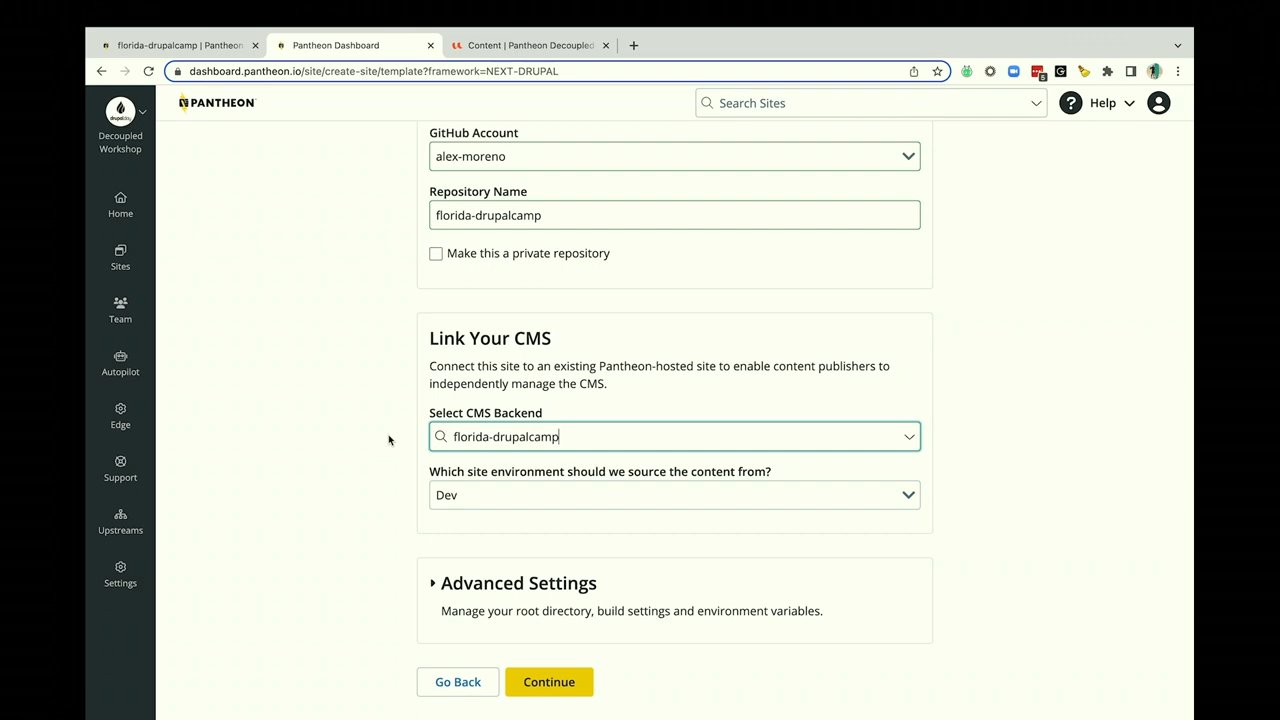 florida-drupalcamp | Pantheon
Pantheon Dashboard
Content | Pantheon Decoupled
dashboard.pantheon.io/site/create-site/template?framework=NEXT-DRUPAL
5
drupalday
PANTHEON
Search Sites
? Help
Decoupled
Workshop
Home
Sites
Team
Autopilot
Edge
Support
Upstreams
Settings
GitHub Account
alex-moreno
Repository Name
florida-drupalcamp
Make this a private repository
Link Your CMS
Connect this site to an existing Pantheon-hosted site to enable content publishers to
independently manage the CMS.
Select CMS Backend
florida-drupalcamp
Which site environment should we source the content from?
Dev
Advanced Settings
Manage your root directory, build settings and environment variables.
Go Back
Continue